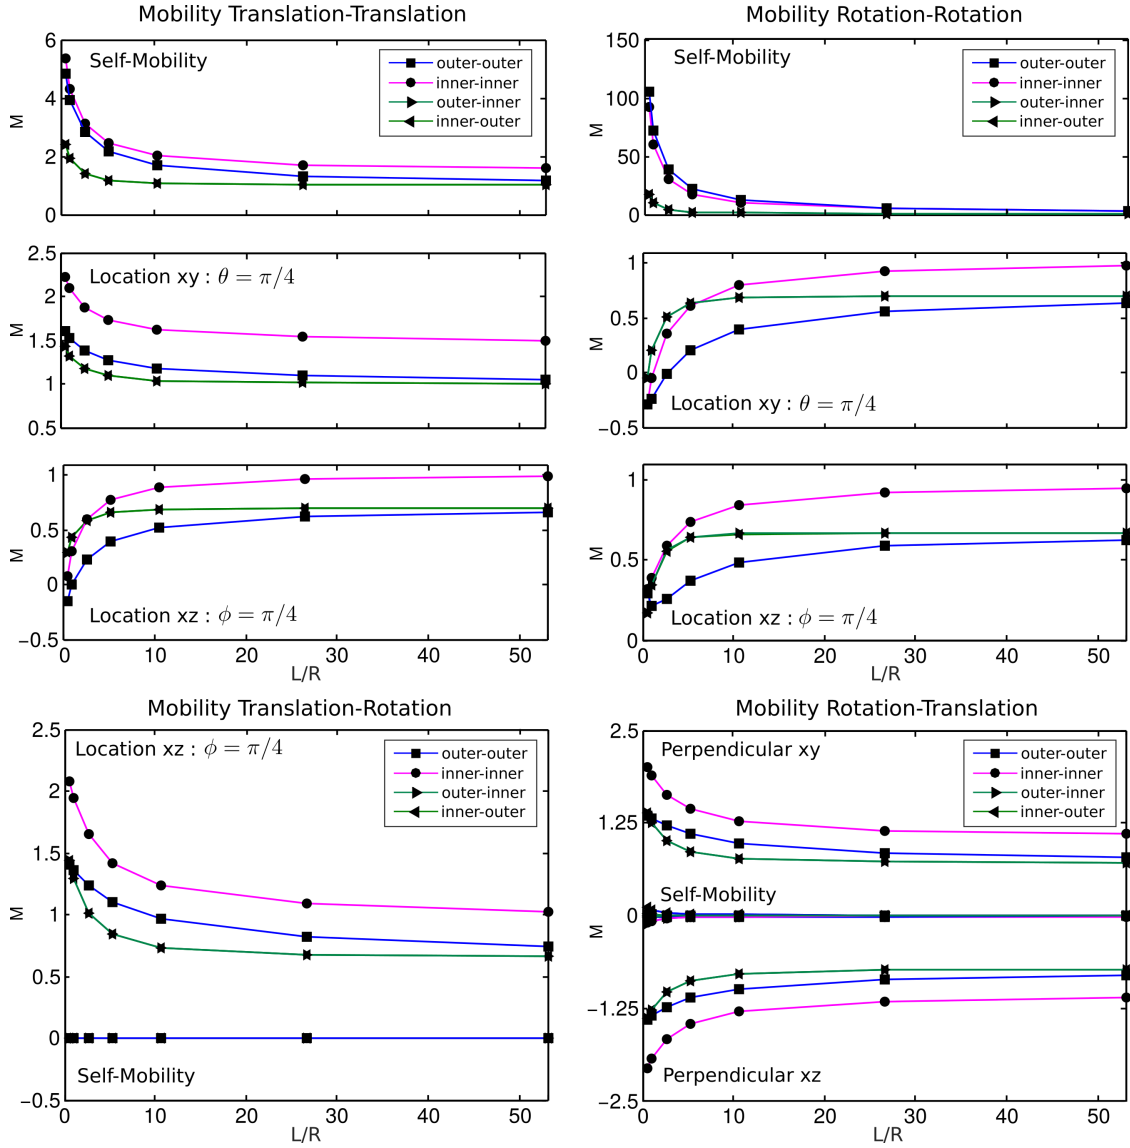 Mobility Translation-Translation
Mobility Rotation-Rotation
6
4
2
0
M
Self-Mobility
outer-outer
inner-inner
outer-inner
inner-outer
150
100
50
0
M
Self-Mobility
outer-outer
inner-inner
outer-inner
inner-outer
2.5
2
1.5
1
0.5
M
Location xy : θ = π/4
1
0.5
0
−0.5
M
Location xy : θ = π/4
1
0.5
0
−0.5
M
Location xz : ϕ = π/4
0 10 20 30 40 50
L/R
1
0.5
0
M
Location xz : ϕ = π/4
0 10 20 30 40 50
L/R
Mobility Translation-Rotation
Mobility Rotation-Translation
2.5
2
1.5
1
0.5
0
−0.5
M
Location xz : ϕ = π/4
outer-outer
inner-inner
outer-inner
inner-outer
Self-Mobility
0 10 20 30 40 50
L/R
2.5
1.25
0
−1.25
−2.5
M
Perpendicular xy
outer-outer
inner-inner
outer-inner
inner-outer
Self-Mobility
Perpendicular xz
0 10 20 30 40 50
L/R